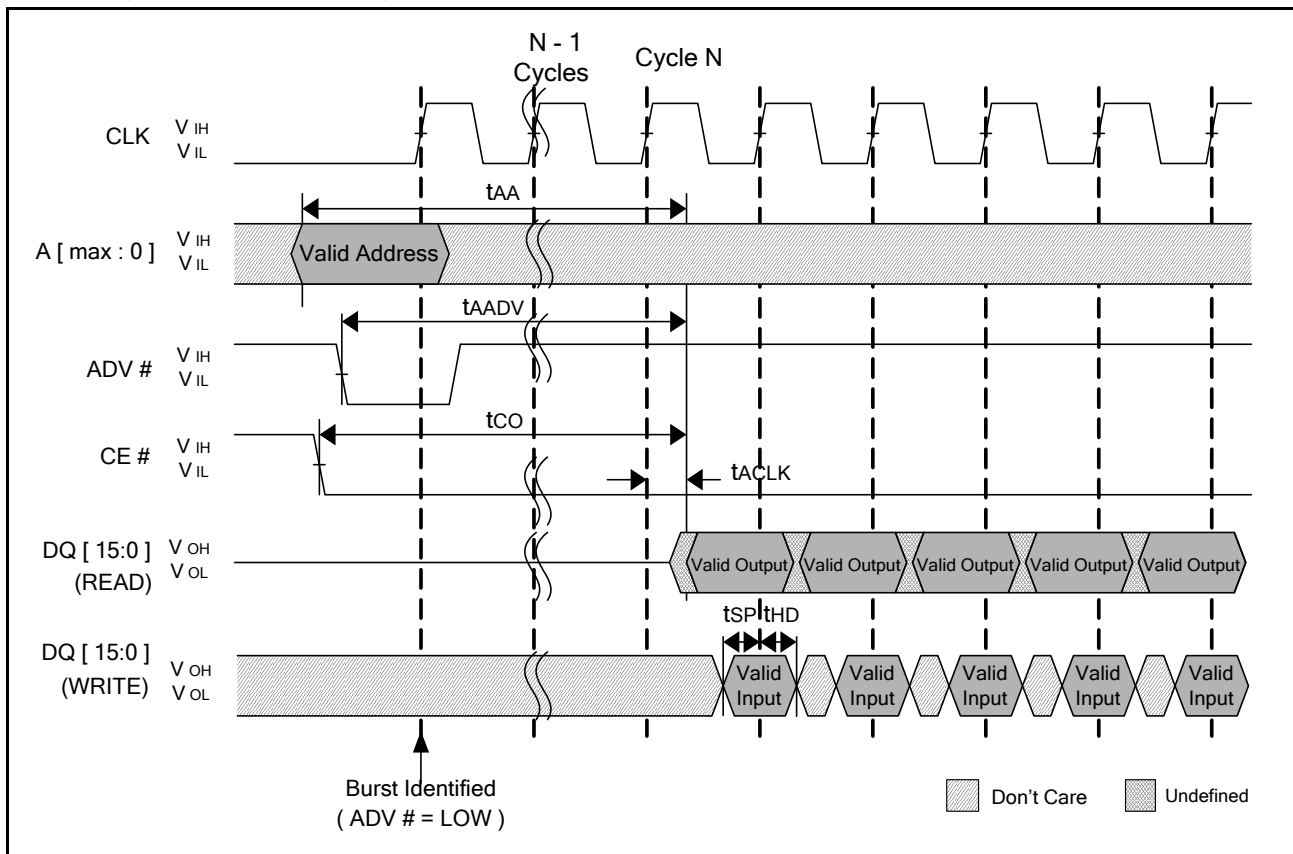 N - 1
Cycles
Cycle N
CLK
V IH
V IL
tAA
A [ max : 0 ]
V IH
V IL
Valid Address
tAADV
ADV #
V IH
V IL
tCO
CE #
V IH
V IL
tACLK
DQ [ 15:0 ]
(READ)
V OH
V OL
Valid Output
Valid Output
Valid Output
Valid Output
Valid Output
tSP
tHD
DQ [ 15:0 ]
(WRITE)
V OH
V OL
Valid
Input
Valid
Input
Valid
Input
Valid
Input
Valid
Input
Burst Identified
( ADV # = LOW )
Don't Care
Undefined